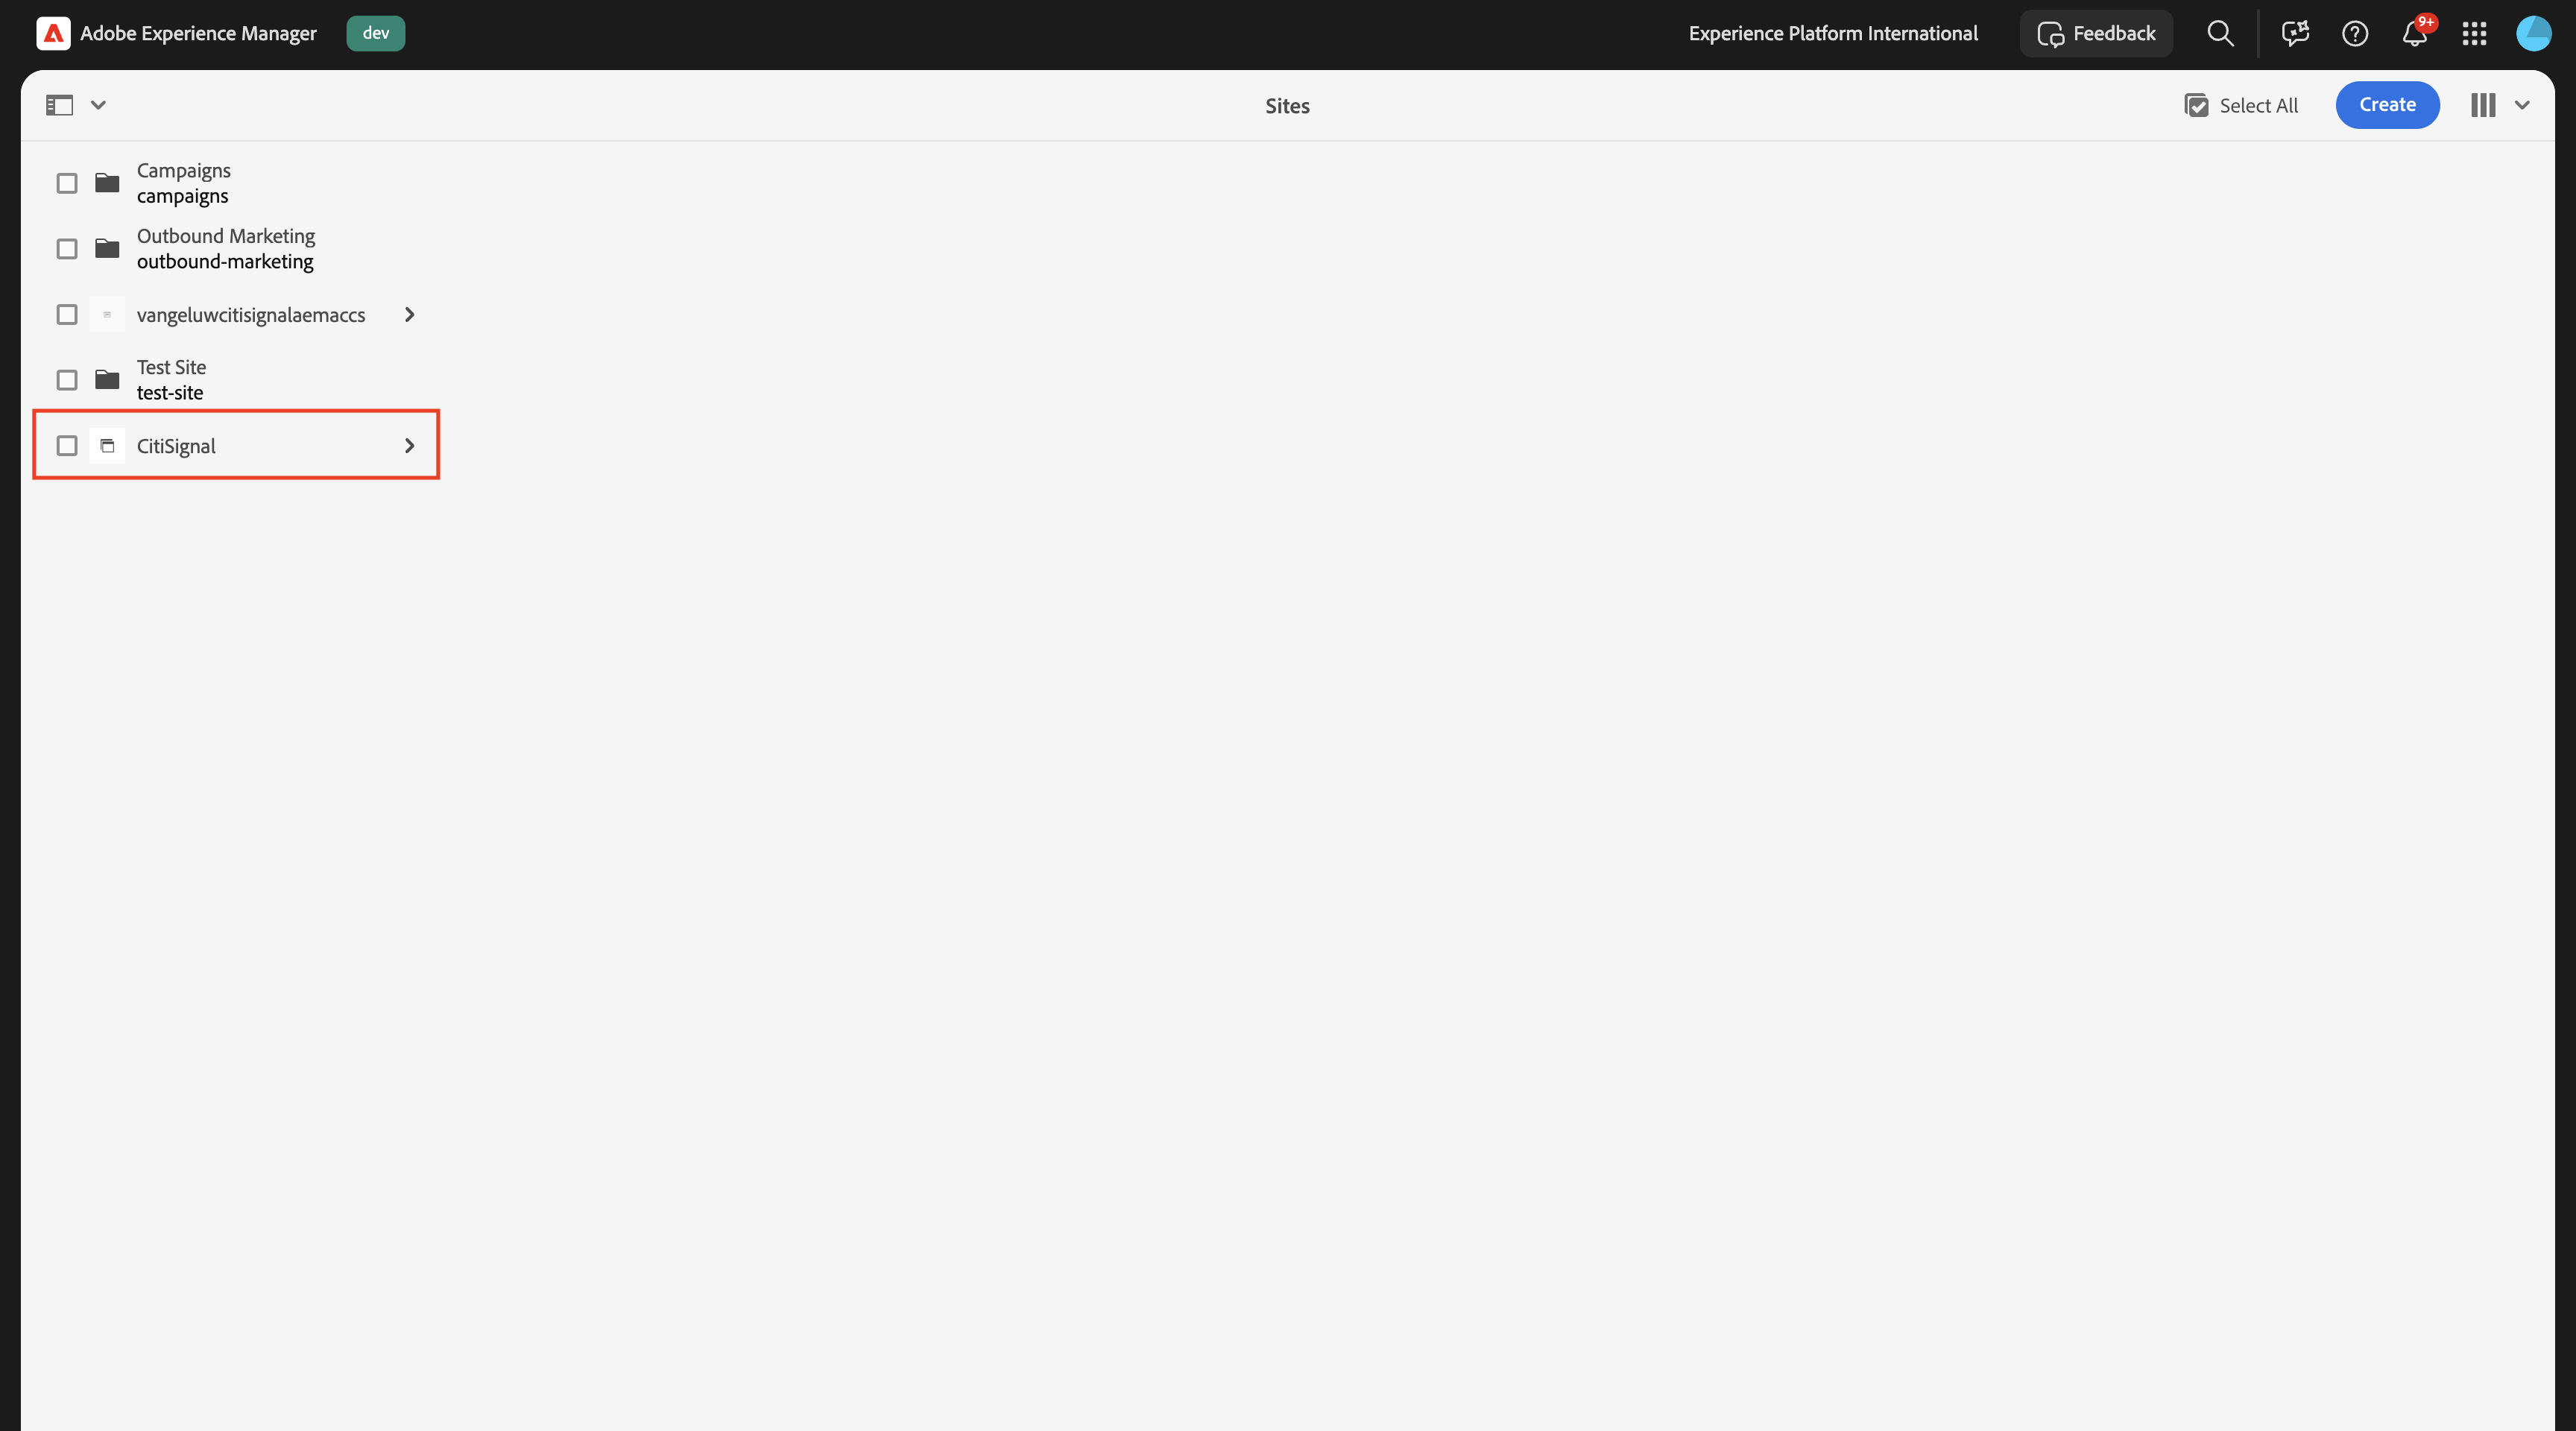 Adobe Experience Manager
dev
Experience Platform International
Feedback
9+
Sites
Select All
Create
Campaigns
campaigns
Outbound Marketing
outbound-marketing
vangeluwcitisignalaemaccs
Test Site
test-site
CitiSignal